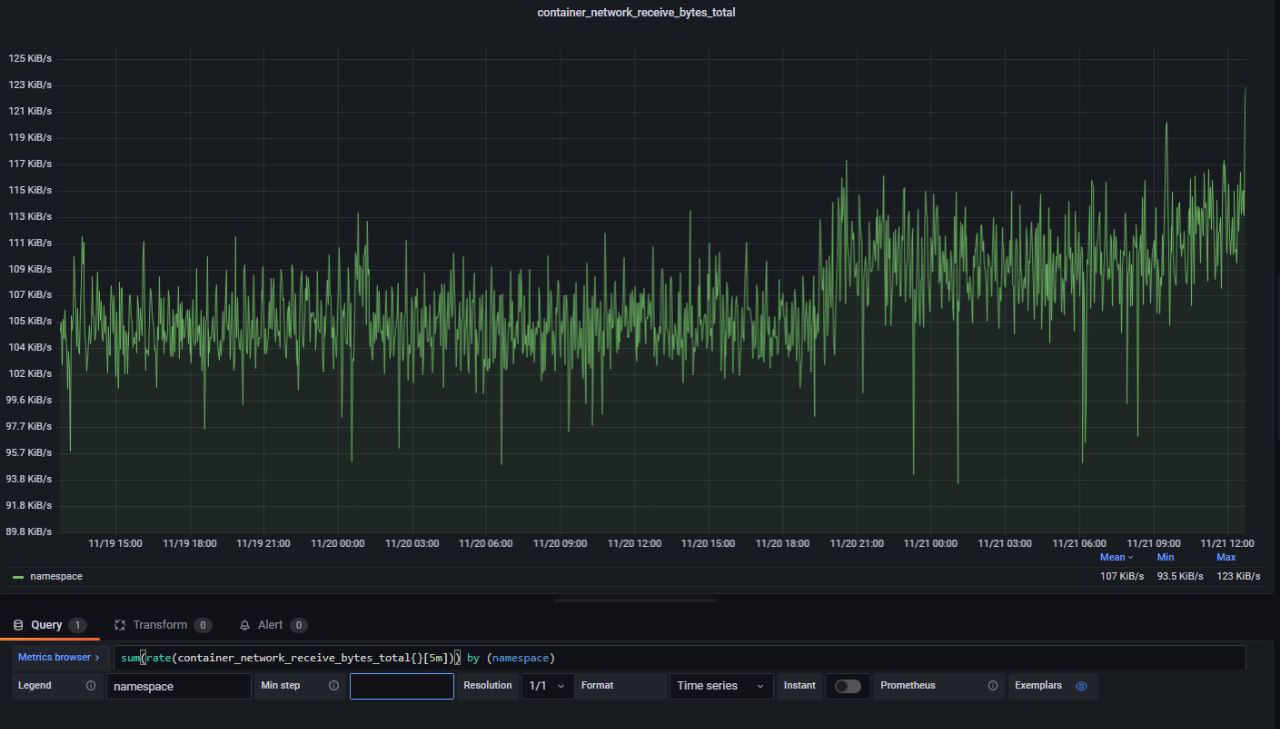 container_network_receive_bytes_total
125 KiB/s
123 KiB/s
121 KiB/s
119 KiB/s
117 KiB/s
115 KiB/s
113 KiB/s
111 KiB/s
109 KiB/s
107 KiB/s
105 KiB/s
104 KiB/s
102 KiB/s
99.6 KiB/s
97.7 KiB/s
95.7 KiB/s
93.8 KiB/s
91.8 KiB/s
89.8 KiB/s
11/19 15:00 11/19 18:00 11/19 21:00 11/20 00:00 11/20 03:00 11/20 06:00 11/20 09:00 11/20 12:00 11/20 15:00 11/20 18:00 11/20 21:00 11/21 00:00 11/21 03:00 11/21 06:00 11/21 09:00 11/21 12:00
Mean Min Max
namespace 107 KiB/s 93.5 KiB/s 123 KiB/s
Query 1 Transform 0 Alert 0
Metrics browser > sum(rate(container_network_receive_bytes_total{}[5m])) by (namespace)
Legend namespace Min step Resolution 1/1 Format Time series Instant Prometheus Exemplars